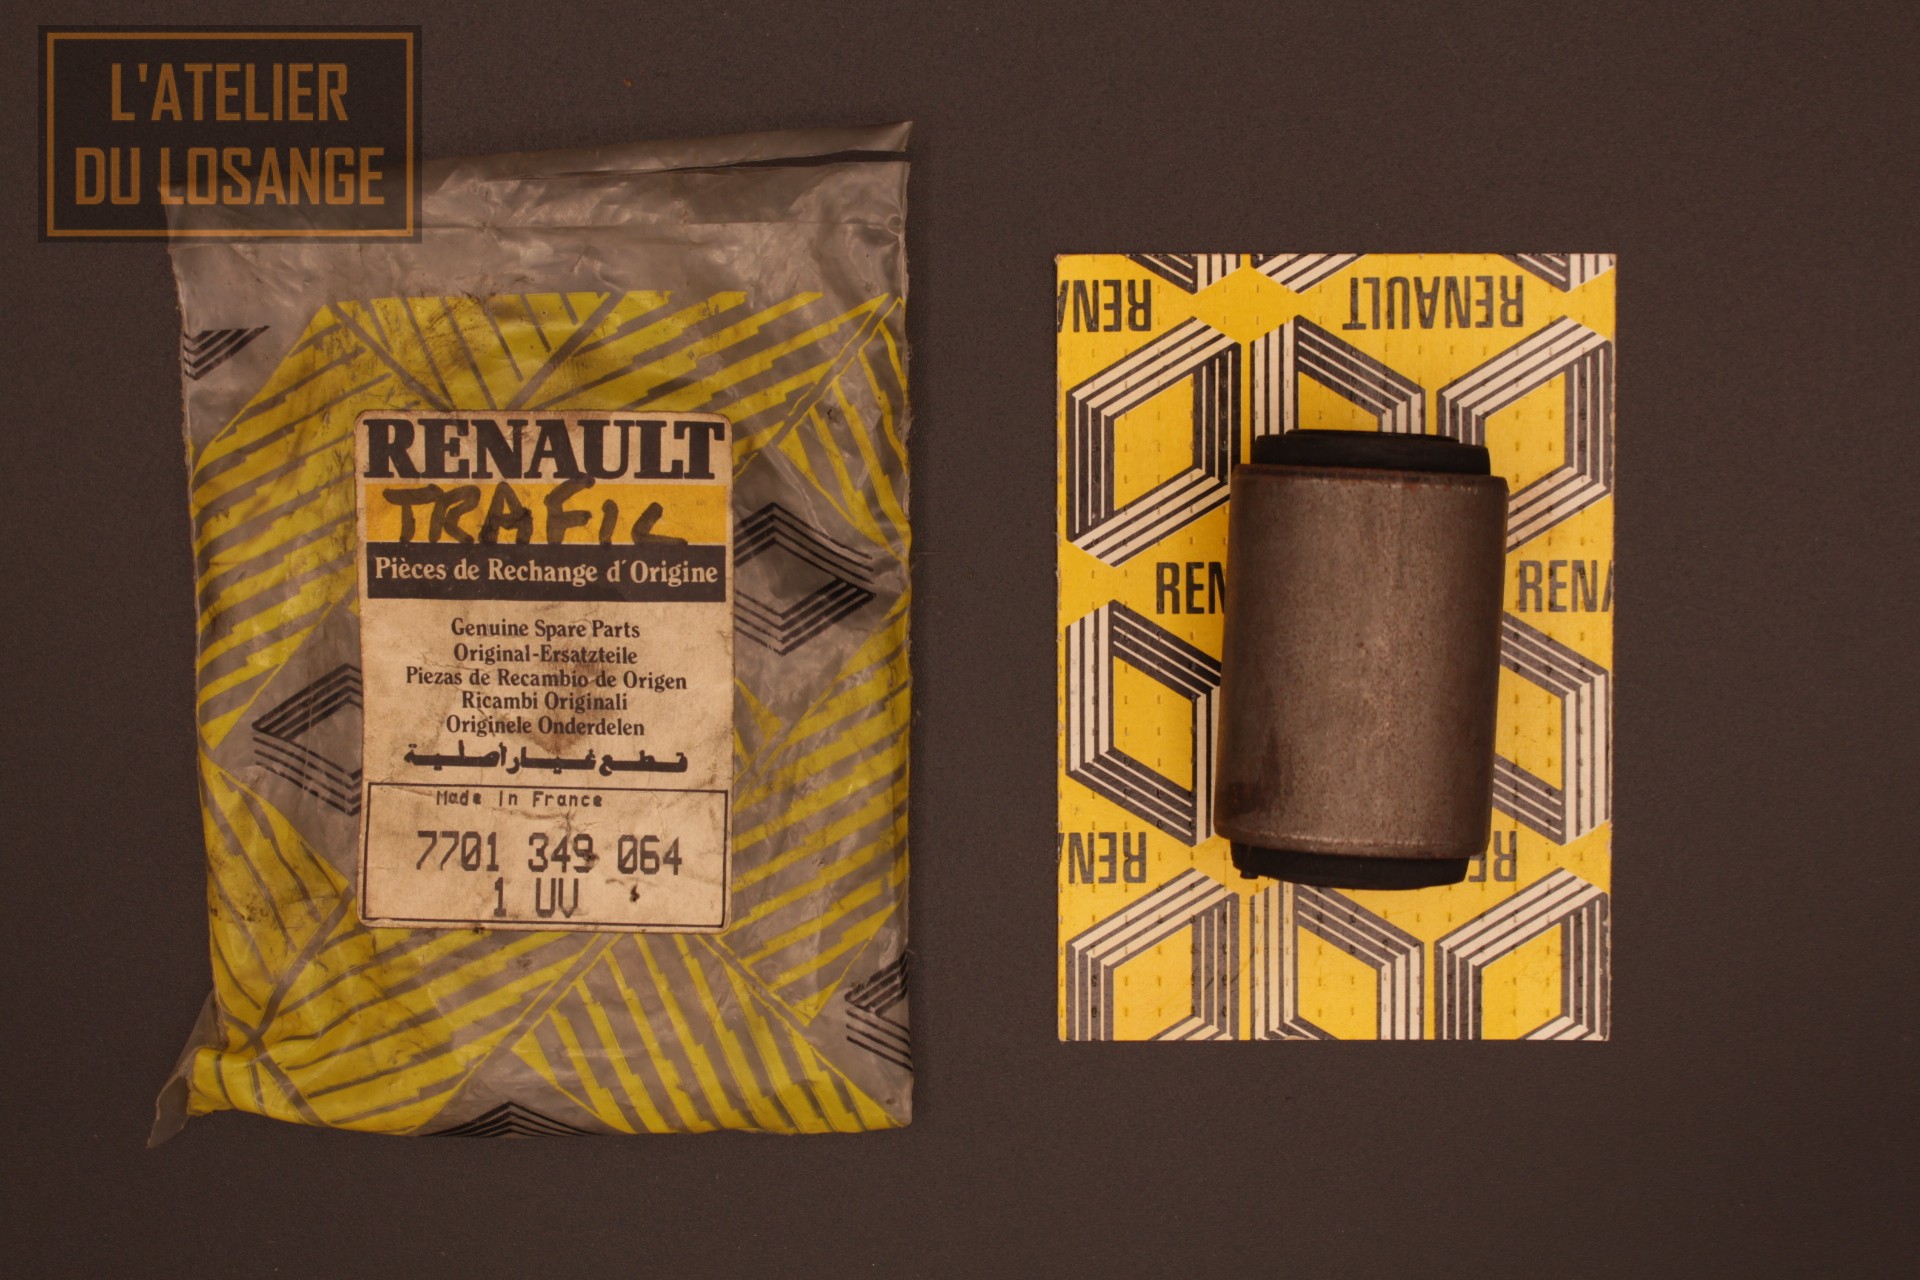 L'ATELIER
DU LOSANGE
RENAULT
TRAFIC
Pièces de Rechange d'Origine
Genuine Spare Parts
Original-Ersatzteile
Piezas de Recambio de Origen
Ricambi Originali
Originele Onderdelen
قطع غيار أصلية
Made in France
7701 349 064
1 UV
REN
RENAULT
REN
RENA
RENA
RE